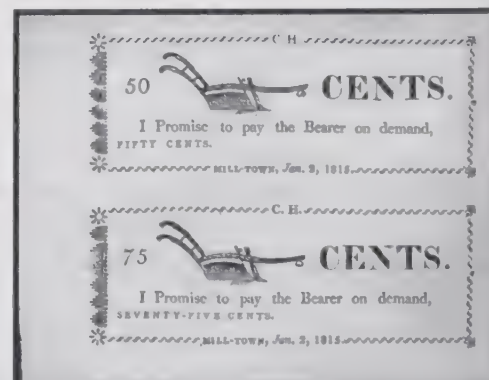 C H
50 CENTS.
I Promise to pay the Bearer on demand,
FIFTY CENTS.
MILL-TOWN, Jan. 2, 1815.
C. H.
75 CENTS.
I Promise to pay the Bearer on demand,
SEVENTY-FIVE CENTS.
MILL-TOWN, Jan. 2, 1815.